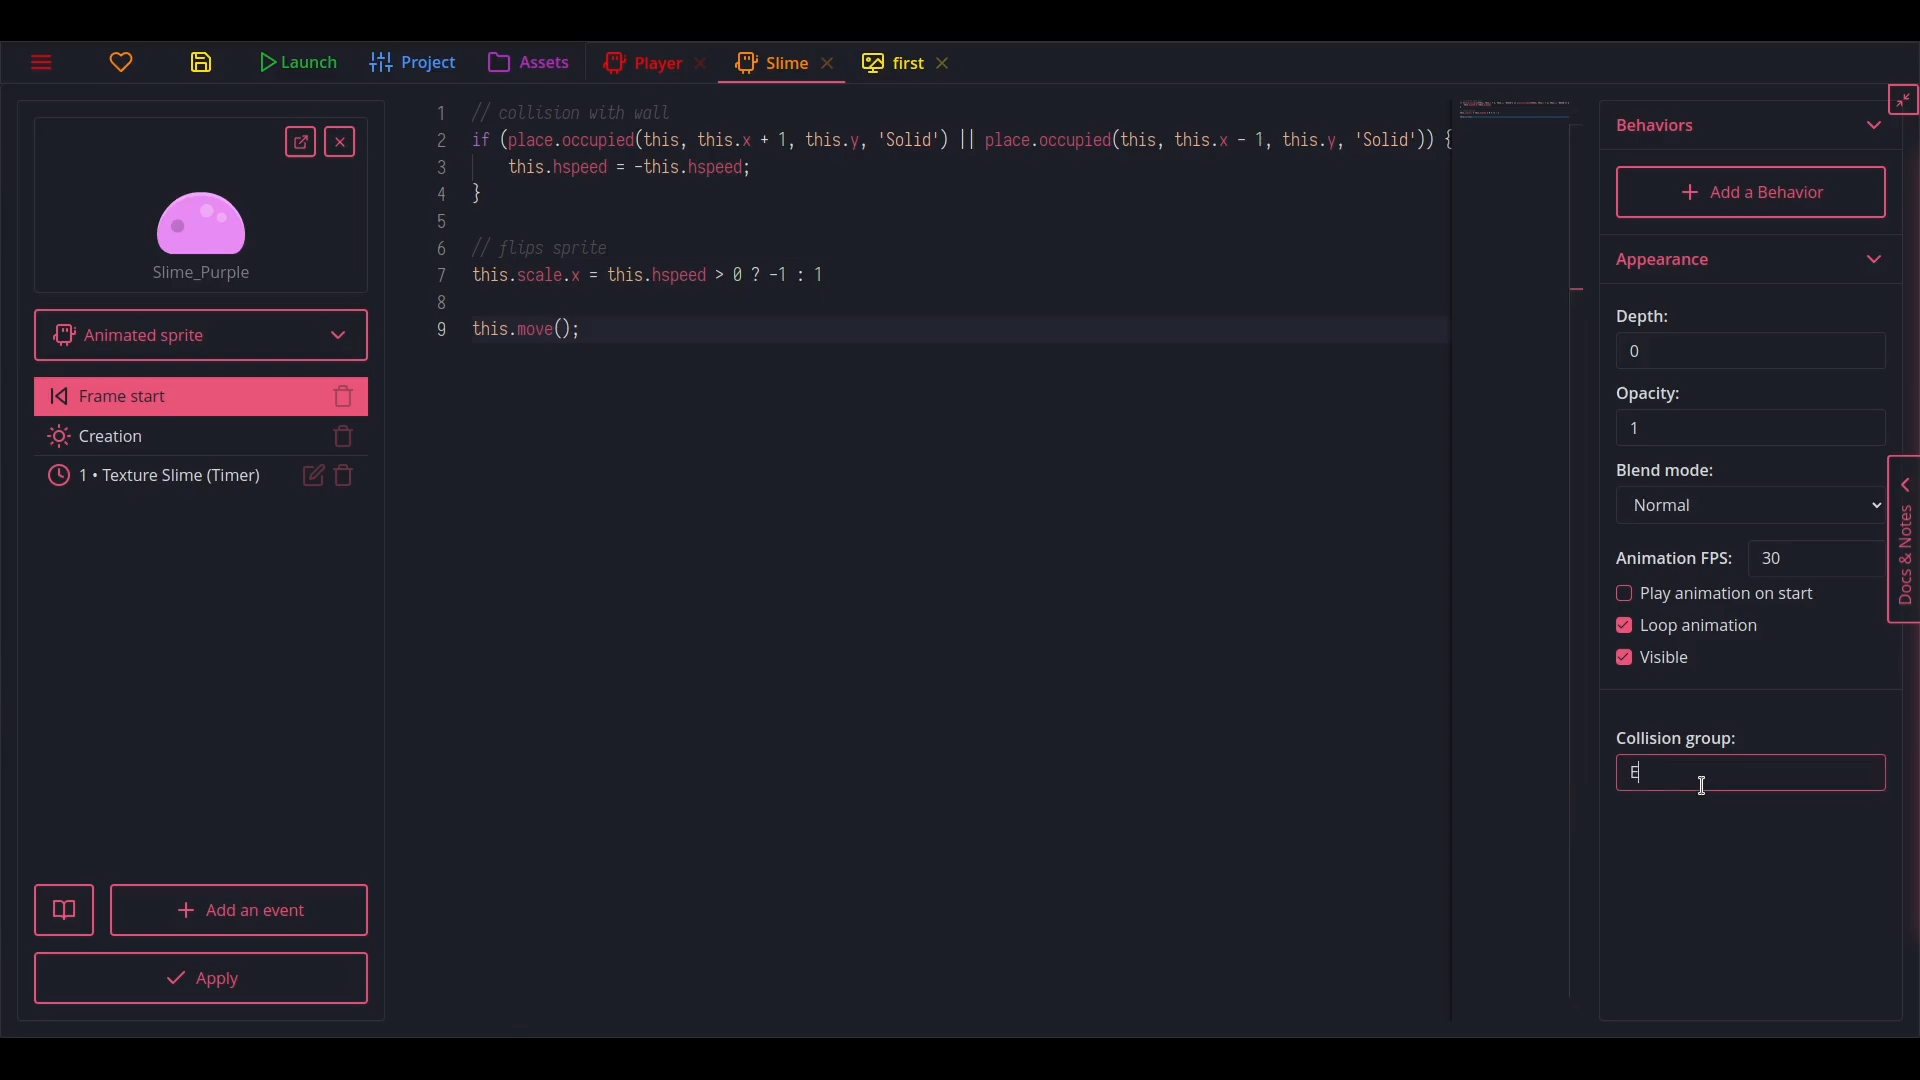 Launch Project Assets Player Slime first
Slime_Purple
Animated sprite
Frame start
Creation
1 • Texture Slime (Timer)
Add an event
Apply
1 // collision with wall
2 if (place.occupied(this, this.x + 1, this.y, 'Solid') || place.occupied(this, this.x - 1, this.y, 'Solid')) {
3 this.hspeed = -this.hspeed;
4 }
5
6 // flips sprite
7 this.scale.x = this.hspeed > 0 ? -1 : 1
8
9 this.move();
Behaviors
Add a Behavior
Appearance
Depth:
0
Opacity:
1
Blend mode:
Normal
Animation FPS: 30
Play animation on start
Loop animation
Visible
Collision group:
E
Docs & Notes